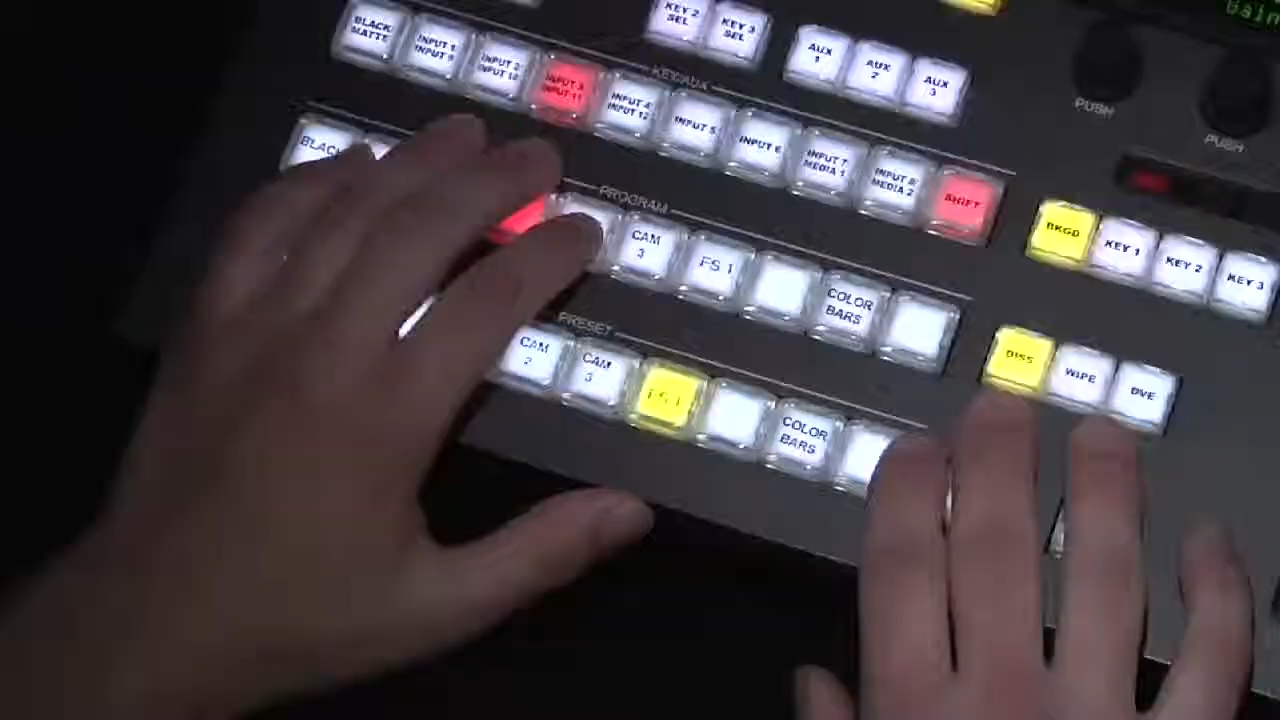 Gain
KEY 2
SEL
KEY 3
SEL
BLACK/
MATTE
INPUT 1/
INPUT 9
INPUT 2/
INPUT 10
INPUT 3/
INPUT 11
INPUT 4/
INPUT 12
INPUT 5
INPUT 6
INPUT 7
MEDIA 1
INPUT 8/
MEDIA 2
SHIFT
AUX
1
AUX
2
AUX
3
KEY/AUX
PUSH
PUSH
BLACK
PROGRAM
CAM
3
FS 1
COLOR
BARS
BKGD
KEY 1
KEY 2
KEY 3
PRESET
CAM
2
CAM
3
FS 1
COLOR
BARS
DISS
WIPE
DVE